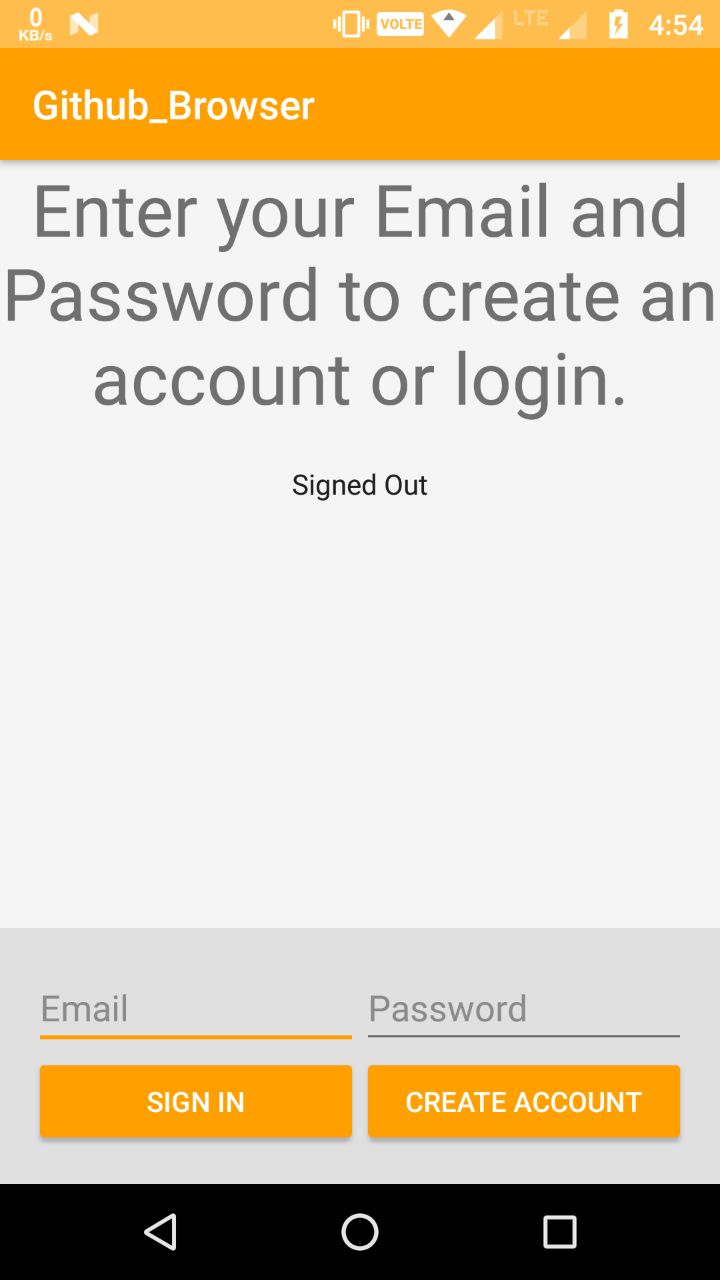 0
KB/s
VOLTE
LTE
4:54
Github_Browser
Enter your Email and
Password to create an
account or login.
Signed Out
Email
Password
SIGN IN
CREATE ACCOUNT